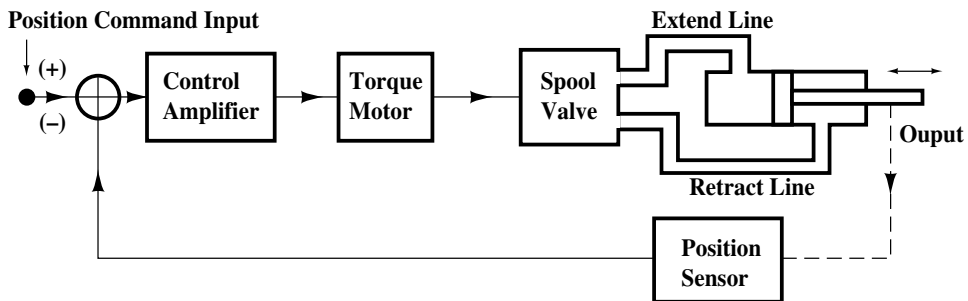 Position Command Input
Extend Line
(+)
(−)
Control
Amplifier
Torque
Motor
Spool
Valve
Ouput
Retract Line
Position
Sensor